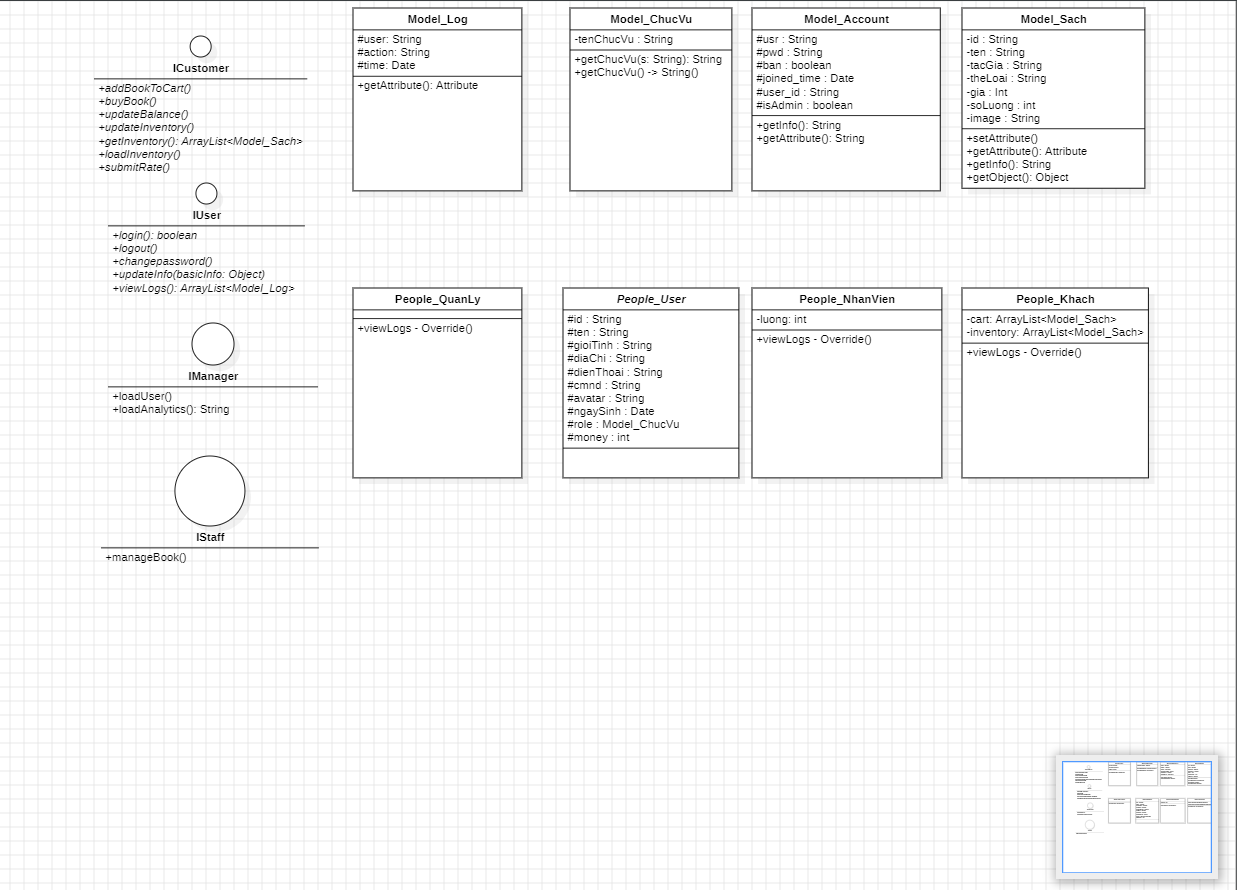 ICustomer
+addBookToCart()
+buyBook()
+updateBalance()
+updateInventory()
+getInventory(): ArrayList<Model_Sach>
+loadInventory()
+submitRate()
IUser
+login(): boolean
+logout()
+changepassword()
+updateInfo(basicInfo: Object)
+viewLogs(): ArrayList<Model_Log>
IManager
+loadUser()
+loadAnalytics(): String
IStaff
+manageBook()
Model_Log
#user: String
#action: String
#time: Date
+getAttribute(): Attribute
Model_ChucVu
-tenChucVu : String
+getChucVu(s: String): String
+getChucVu() -> String()
Model_Account
#usr : String
#pwd : String
#ban : boolean
#joined_time : Date
#user_id : String
#isAdmin : boolean
+getInfo(): String
+getAttribute(): String
Model_Sach
-id : String
-ten : String
-tacGia : String
-theLoai : String
-gia : Int
-soLuong : int
-image : String
+setAttribute()
+getAttribute(): Attribute
+getInfo(): String
+getObject(): Object
People_QuanLy
+viewLogs - Override()
People_User
#id : String
#ten : String
#gioiTinh : String
#diaChi : String
#dienThoai : String
#cmnd : String
#avatar : String
#ngaySinh : Date
#role : Model_ChucVu
#money : int
People_NhanVien
-luong: int
+viewLogs - Override()
People_Khach
-cart: ArrayList<Model_Sach>
-inventory: ArrayList<Model_Sach>
+viewLogs - Override()